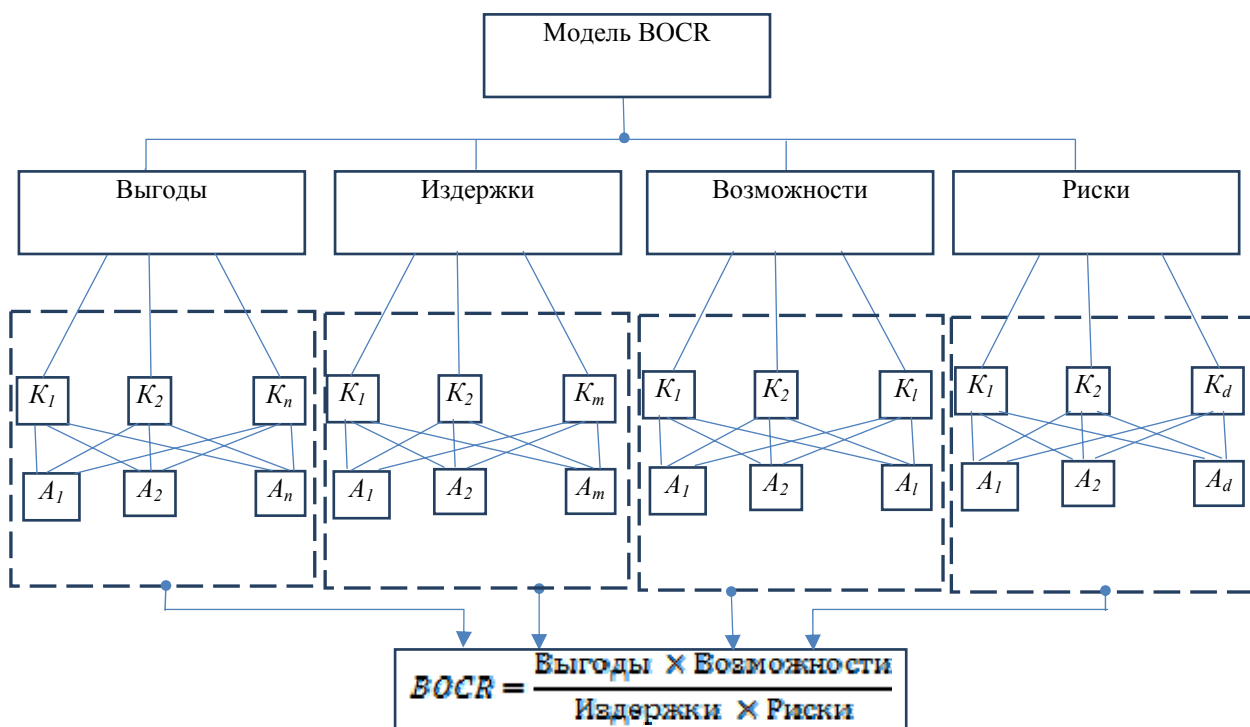 Модель BOCR
Выгоды Издержки Возможности Риски
K1 K2 Kn K1 K2 Km K1 K2 Kl K1 K2 Kd
A1 A2 An A1 A2 Am A1 A2 Al A1 A2 Ad
BOCR = Выгоды × Возможности
Издержки × Риски